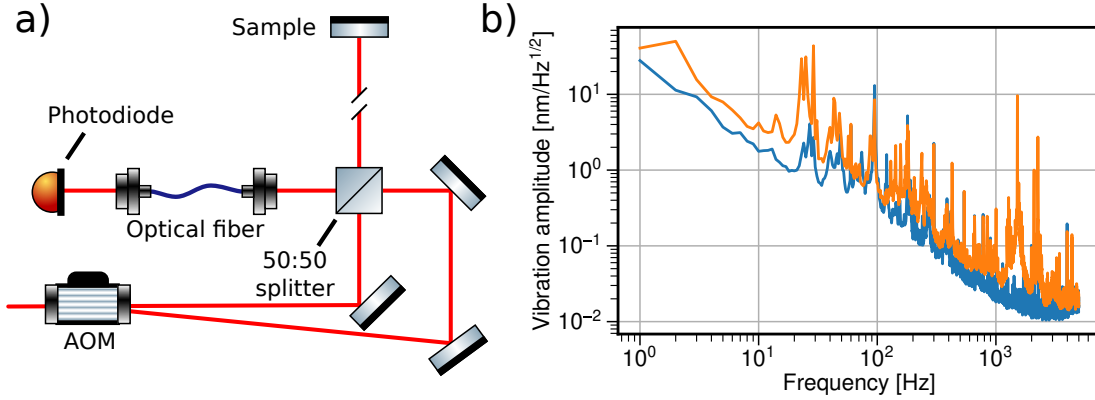 a)
Sample
Photodiode
Optical fiber
50:50
splitter
AOM
b)
Vibration amplitude [nm/Hz^{1/2}]
10^1
10^0
10^{-1}
10^{-2}
10^0
10^1
10^2
10^3
Frequency [Hz]